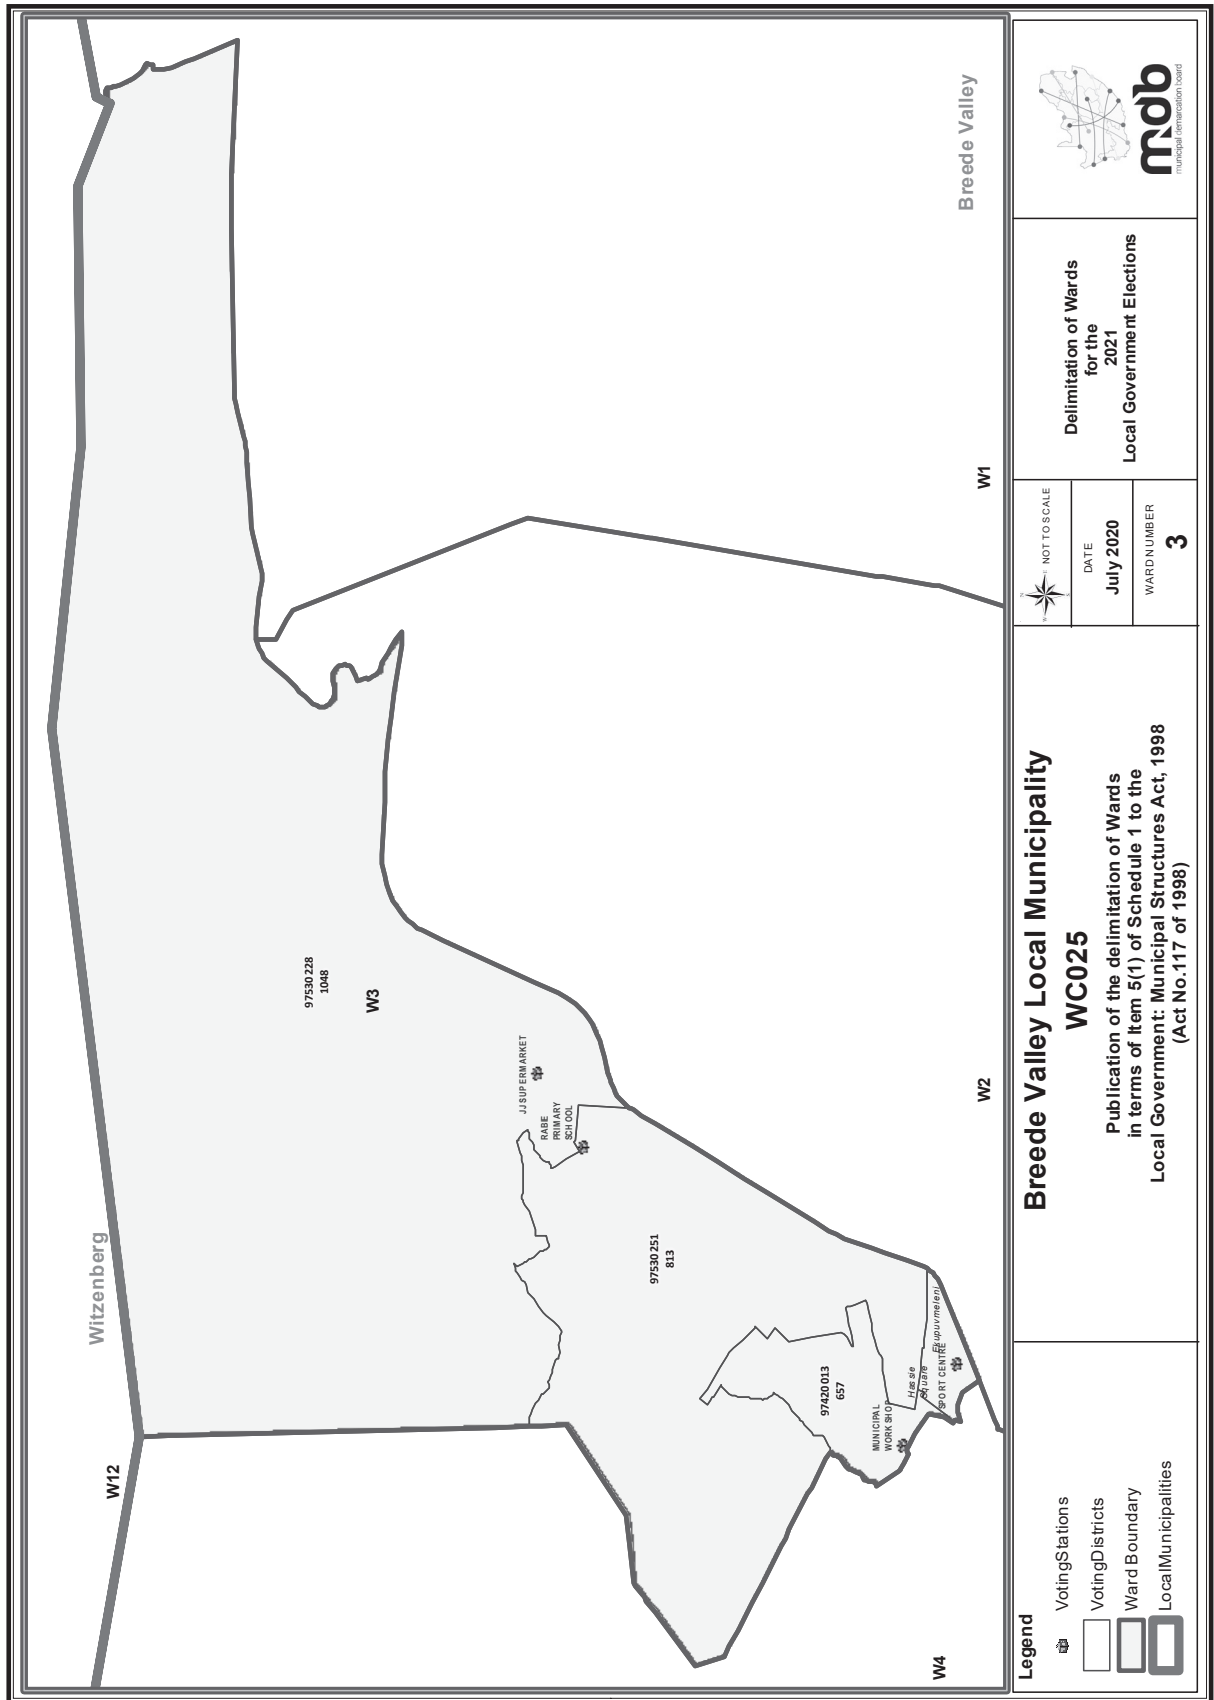 Witzenberg
Breede Valley
W12
W3
W1
W2
W4
97530228
1048
JJ SUPERMARKET
RABE
PRIMARY
SCHOOL
97530251
813
97420013
657
MUNICIPAL
WORKSHOP
Hassie
Square
Ekupuvmeleni
SPORT CENTRE
Legend
VotingStations
VotingDistricts
Ward Boundary
LocalMunicipalities
Breede Valley Local Municipality
WC025
Publication of the delimitation of Wards
in terms of Item 5(1) of Schedule 1 to the
Local Government: Municipal Structures Act, 1998
(Act No.117 of 1998)
N
W
E
S
NOT TO SCALE
DATE
July 2020
WARD NUMBER
3
Delimitation of Wards
for the
2021
Local Government Elections
mdb
municipal demarcation board